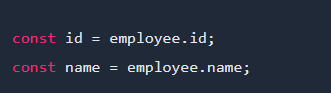 const id = employee.id;
const name = employee.name;